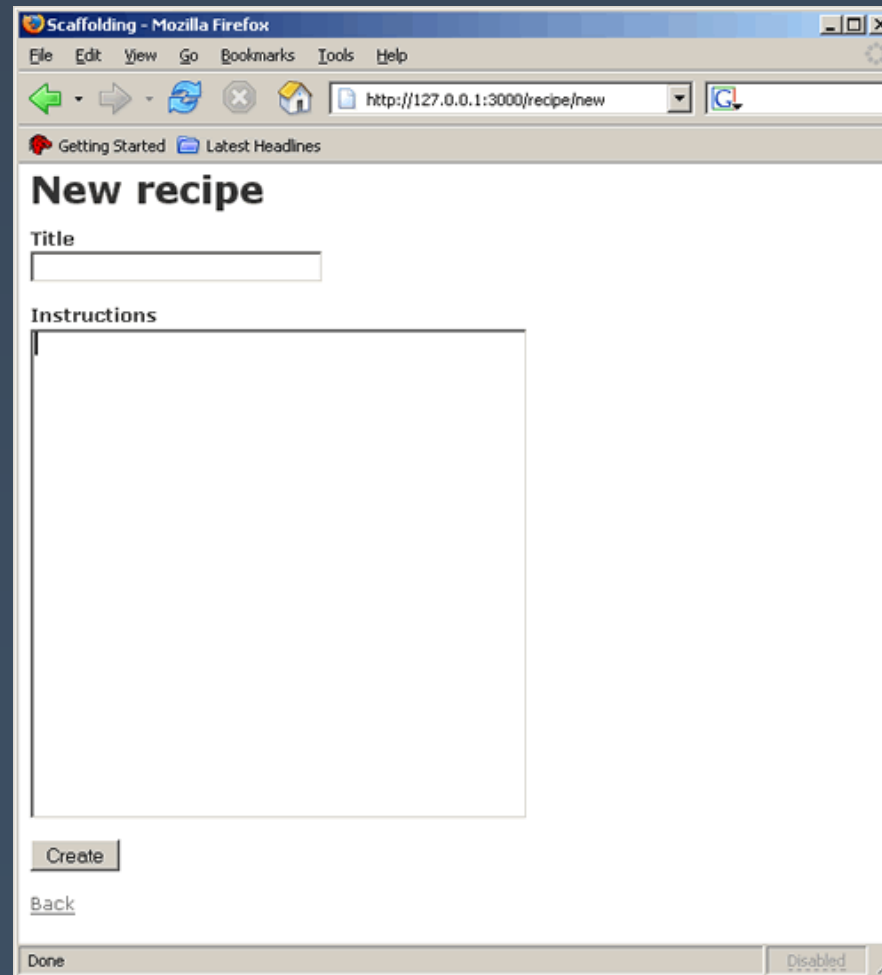 Scaffolding - Mozilla Firefox
File Edit View Go Bookmarks Tools Help
http://127.0.0.1:3000/recipe/new G
Getting Started Latest Headlines
New recipe
Title
Instructions
Create
Back
Done Disabled